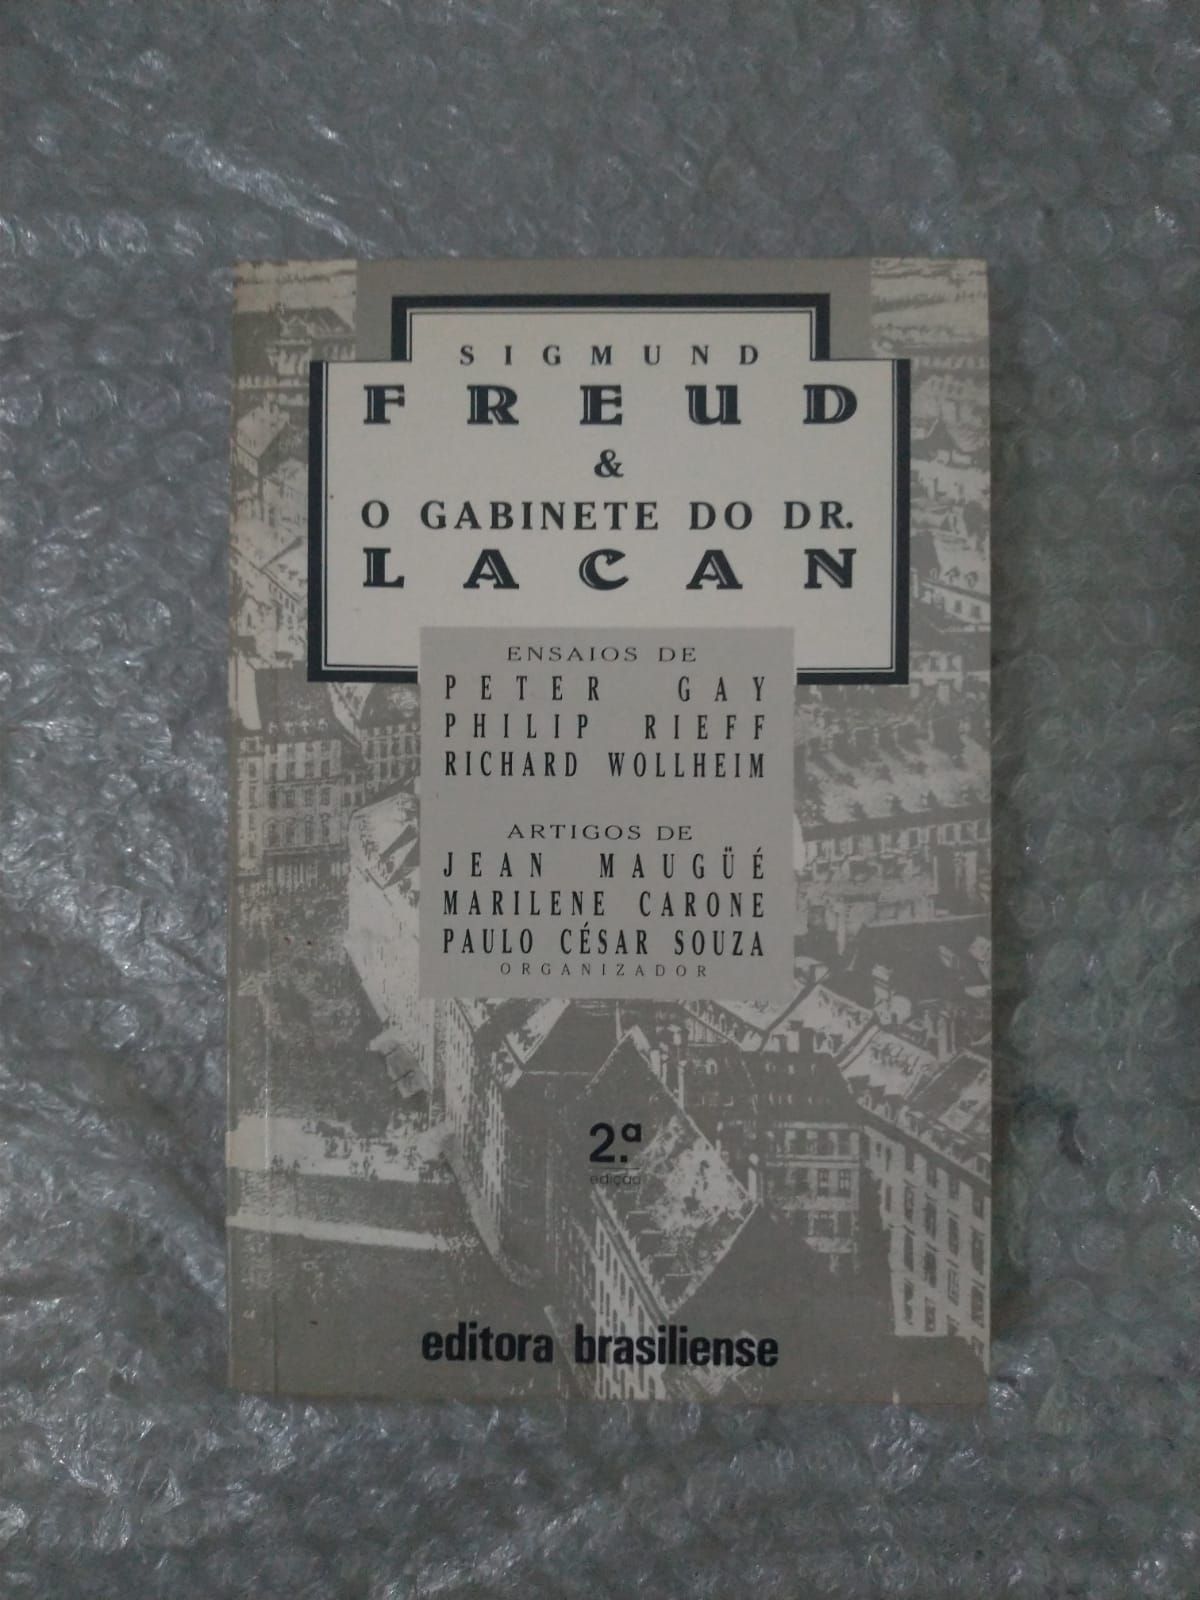 SIGMUND
FREUD
&
O GABINETE DO DR.
LACAN
ENSAIOS DE
PETER GAY
PHILIP RIEFF
RICHARD WOLLHEIM
ARTIGOS DE
JEAN MAUGÜÉ
MARILENE CARONE
PAULO CÉSAR SOUZA
ORGANIZADOR
2.ª
edição
editora brasiliense